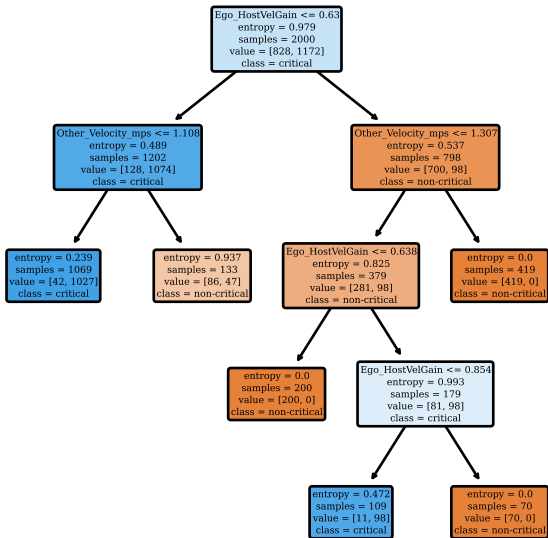 Ego_HostVelGain <= 0.63
entropy = 0.979
samples = 2000
value = [828, 1172]
class = critical
Other_Velocity_mps <= 1.108
entropy = 0.489
samples = 1202
value = [128, 1074]
class = critical
Other_Velocity_mps <= 1.307
entropy = 0.537
samples = 798
value = [700, 98]
class = non-critical
entropy = 0.239
samples = 1069
value = [42, 1027]
class = critical
entropy = 0.937
samples = 133
value = [86, 47]
class = non-critical
Ego_HostVelGain <= 0.638
entropy = 0.825
samples = 379
value = [281, 98]
class = non-critical
entropy = 0.0
samples = 419
value = [419, 0]
class = non-critical
entropy = 0.0
samples = 200
value = [200, 0]
class = non-critical
Ego_HostVelGain <= 0.854
entropy = 0.993
samples = 179
value = [81, 98]
class = critical
entropy = 0.472
samples = 109
value = [11, 98]
class = critical
entropy = 0.0
samples = 70
value = [70, 0]
class = non-critical